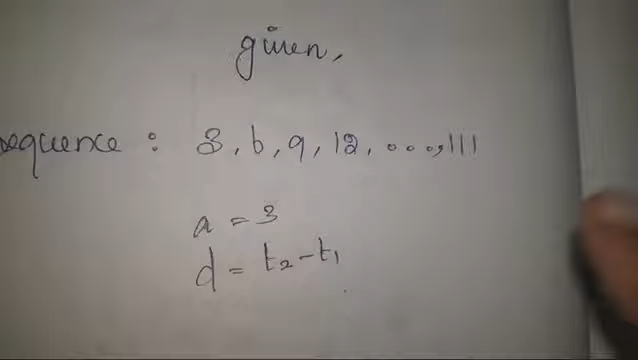 given,
sequence : 3, 6, 9, 12, ..., 111
a = 3
d = t₂ - t₁